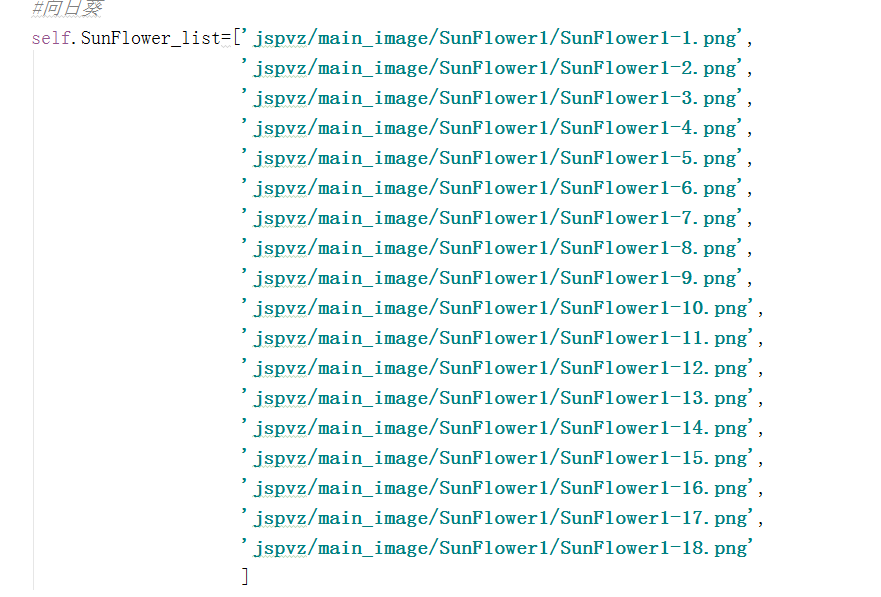 #向日葵
self.SunFlower_list=['jspvz/main_image/SunFlower1/SunFlower1-1.png',
'jspvz/main_image/SunFlower1/SunFlower1-2.png',
'jspvz/main_image/SunFlower1/SunFlower1-3.png',
'jspvz/main_image/SunFlower1/SunFlower1-4.png',
'jspvz/main_image/SunFlower1/SunFlower1-5.png',
'jspvz/main_image/SunFlower1/SunFlower1-6.png',
'jspvz/main_image/SunFlower1/SunFlower1-7.png',
'jspvz/main_image/SunFlower1/SunFlower1-8.png',
'jspvz/main_image/SunFlower1/SunFlower1-9.png',
'jspvz/main_image/SunFlower1/SunFlower1-10.png',
'jspvz/main_image/SunFlower1/SunFlower1-11.png',
'jspvz/main_image/SunFlower1/SunFlower1-12.png',
'jspvz/main_image/SunFlower1/SunFlower1-13.png',
'jspvz/main_image/SunFlower1/SunFlower1-14.png',
'jspvz/main_image/SunFlower1/SunFlower1-15.png',
'jspvz/main_image/SunFlower1/SunFlower1-16.png',
'jspvz/main_image/SunFlower1/SunFlower1-17.png',
'jspvz/main_image/SunFlower1/SunFlower1-18.png'
]